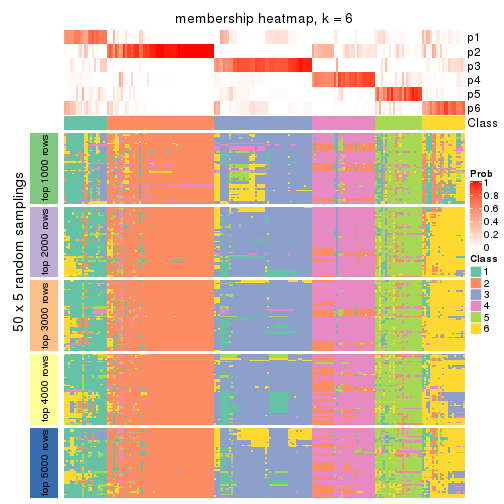 membership heatmap, k = 6
p1
p2
p3
p4
p5
p6
Class
50 x 5 random samplings
top 1000 rows
top 2000 rows
top 3000 rows
top 4000 rows
top 5000 rows
Prob
1
0.8
0.6
0.4
0.2
0
Class
1
2
3
4
5
6